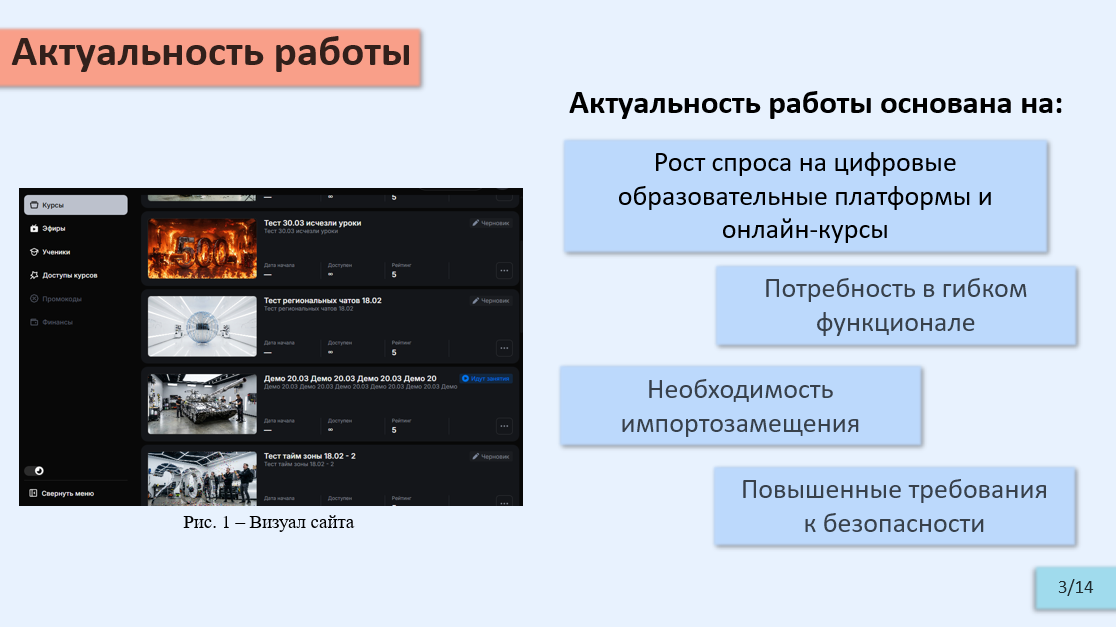 Актуальность работы
Актуальность работы основана на:
Рост спроса на цифровые
образовательные платформы и
онлайн-курсы
Потребность в гибком
функционале
Необходимость
импортозамещения
Повышенные требования
к безопасности
Курсы
Эфиры
Ученики
Доступы курсов
Промокоды
Финансы
Свернуть меню
— ∞ 5
Тест 30.03 исчезли уроки
Черновик
Тест 30.03 исчезли уроки
Дата начала Доступен Рейтинг
— ∞ 5
Тест региональных чатов 18.02
Черновик
Тест региональных чатов 18.02
Дата начала Доступен Рейтинг
— ∞ 5
Демо 20.03 Демо 20.03 Демо 20.03 Демо 20
Идут занятия
Демо 20.03 Демо 20.03 Демо 20.03 Демо 20.03 Демо 20.03 Демо
Дата начала Доступен Рейтинг
— ∞ 5
Тест тайм зоны 18.02 - 2
Черновик
Тест тайм зоны 18.02 - 2
Дата начала Доступен Рейтинг
Рис. 1 – Визуал сайта
3/14